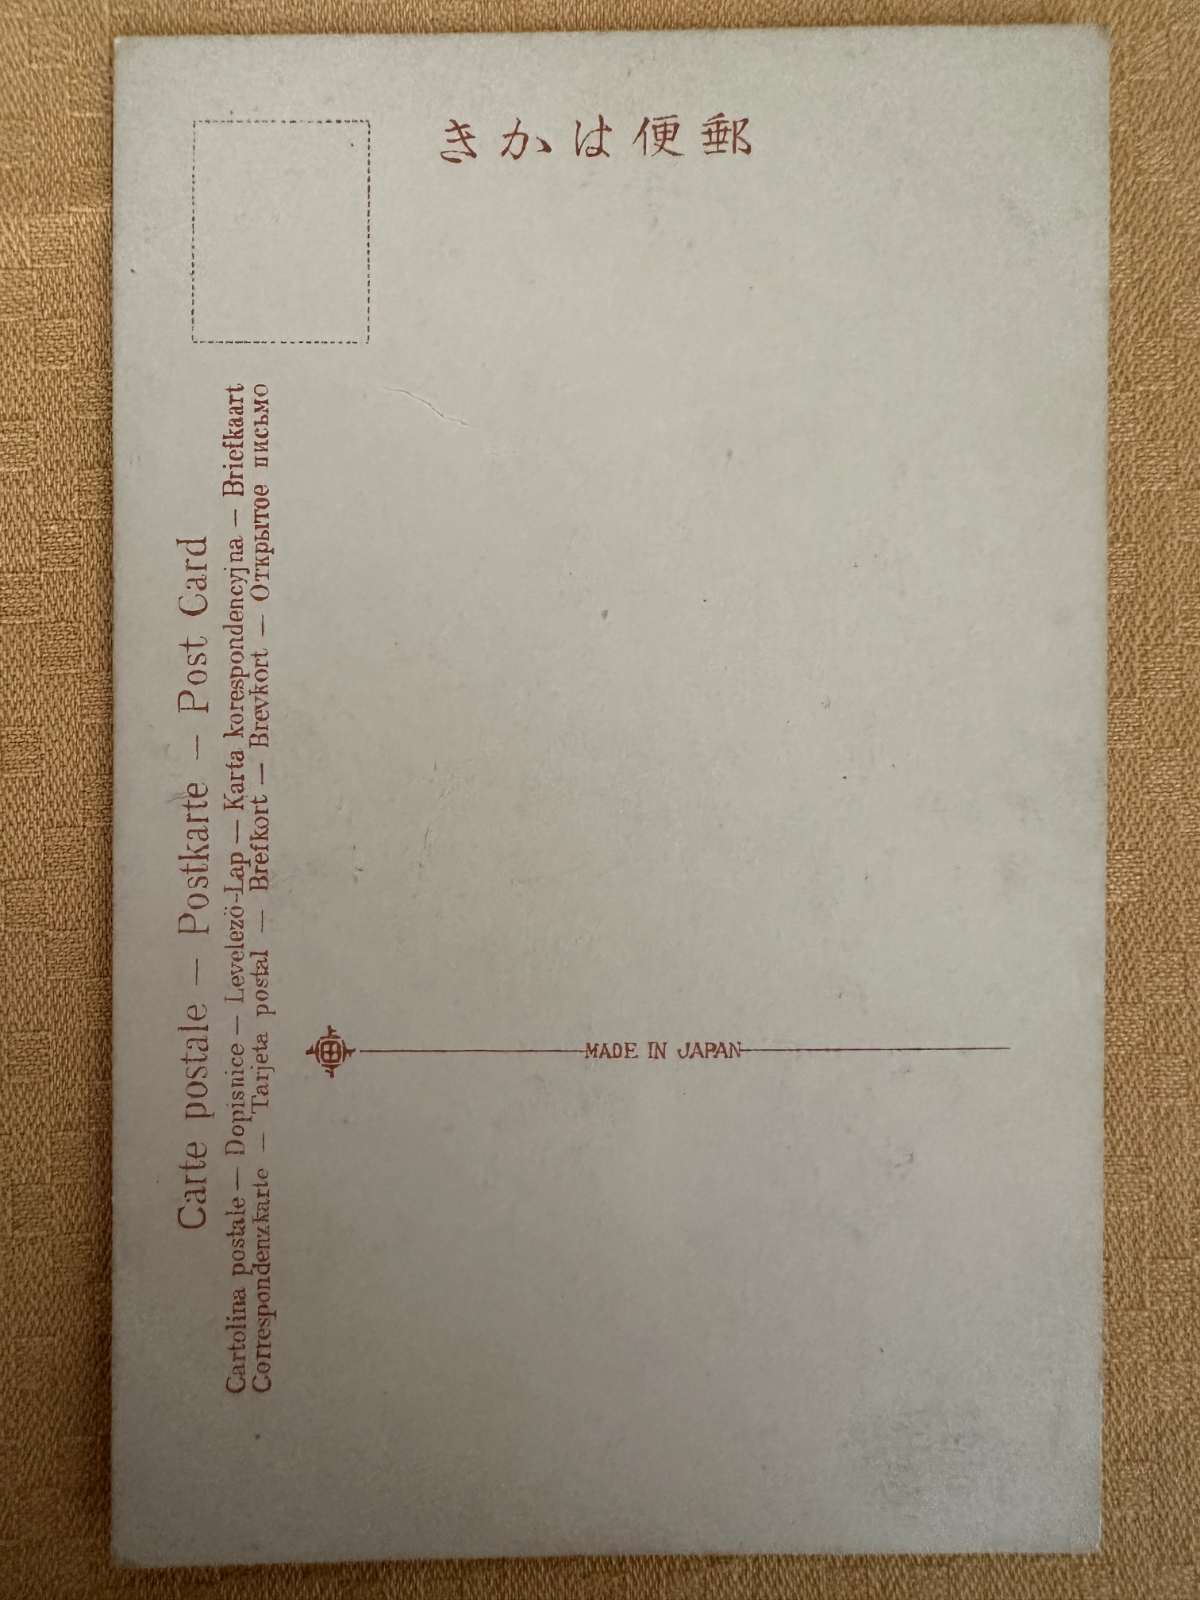 きかは便郵
Carte postale — Postkarte — Post Card
Cartolina postale — Dopisnice — Levelezö-Lap — Karta korespondencyjna — Briefkaart
Correspondenzkarte — Tarjeta postal — Brefkort — Brevkort — Открытое письмо
MADE IN JAPAN